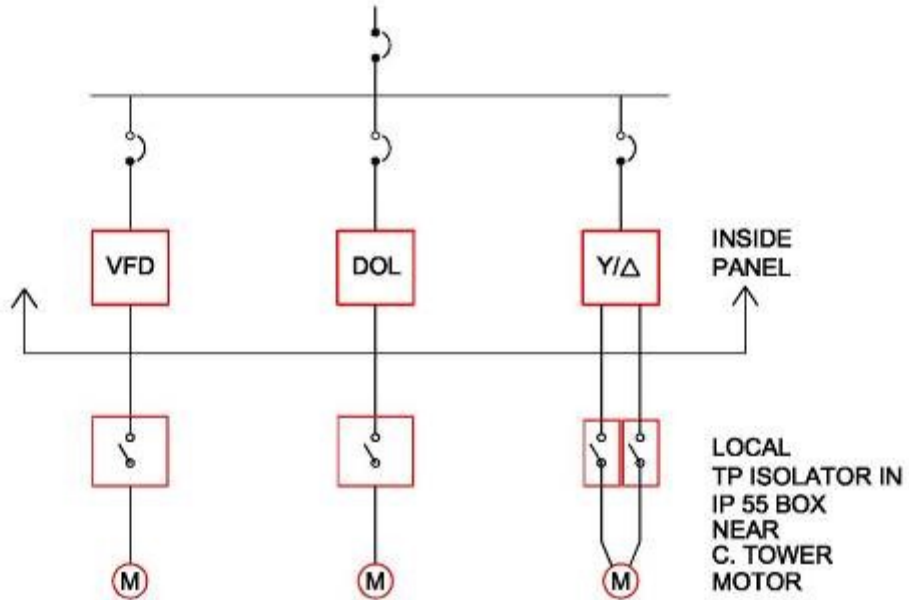 VFD
DOL
Y/△
INSIDE
PANEL
LOCAL
TP ISOLATOR IN
IP 55 BOX
NEAR
C. TOWER
MOTOR
M
M
M